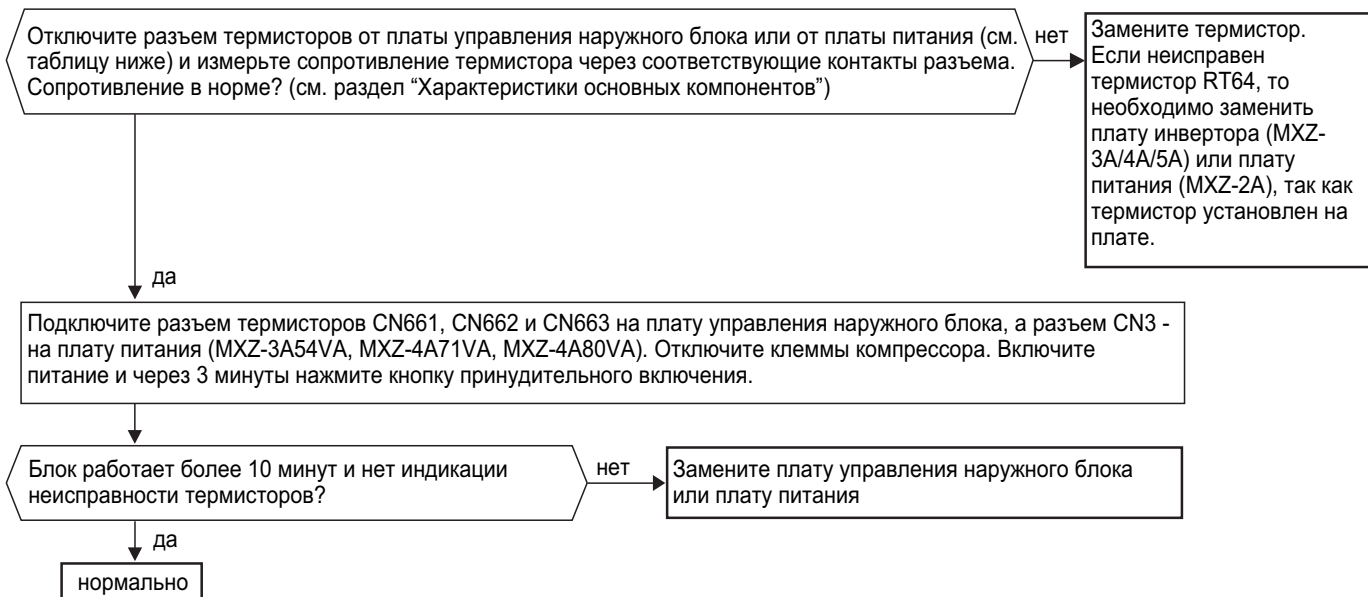 Отключите разъем термисторов от платы управления наружного блока или от платы питания (см.
таблицу ниже) и измерьте сопротивление термистора через соответствующие контакты разъема.
Сопротивление в норме? (см. раздел “Характеристики основных компонентов”)
нет
Замените термистор.
Если неисправен
термистор RT64, то
необходимо заменить
плату инвертора (MXZ-
3A/4A/5A) или плату
питания (MXZ-2A), так как
термистор установлен на
плате.
да
Подключите разъем термисторов CN661, CN662 и CN663 на плату управления наружного блока, а разъем CN3 -
на плату питания (MXZ-3A54VA, MXZ-4A71VA, MXZ-4A80VA). Отключите клеммы компрессора. Включите
питание и через 3 минуты нажмите кнопку принудительного включения.
Блок работает более 10 минут и нет индикации
неисправности термисторов?
нет
Замените плату управления наружного блока
или плату питания
да
нормально